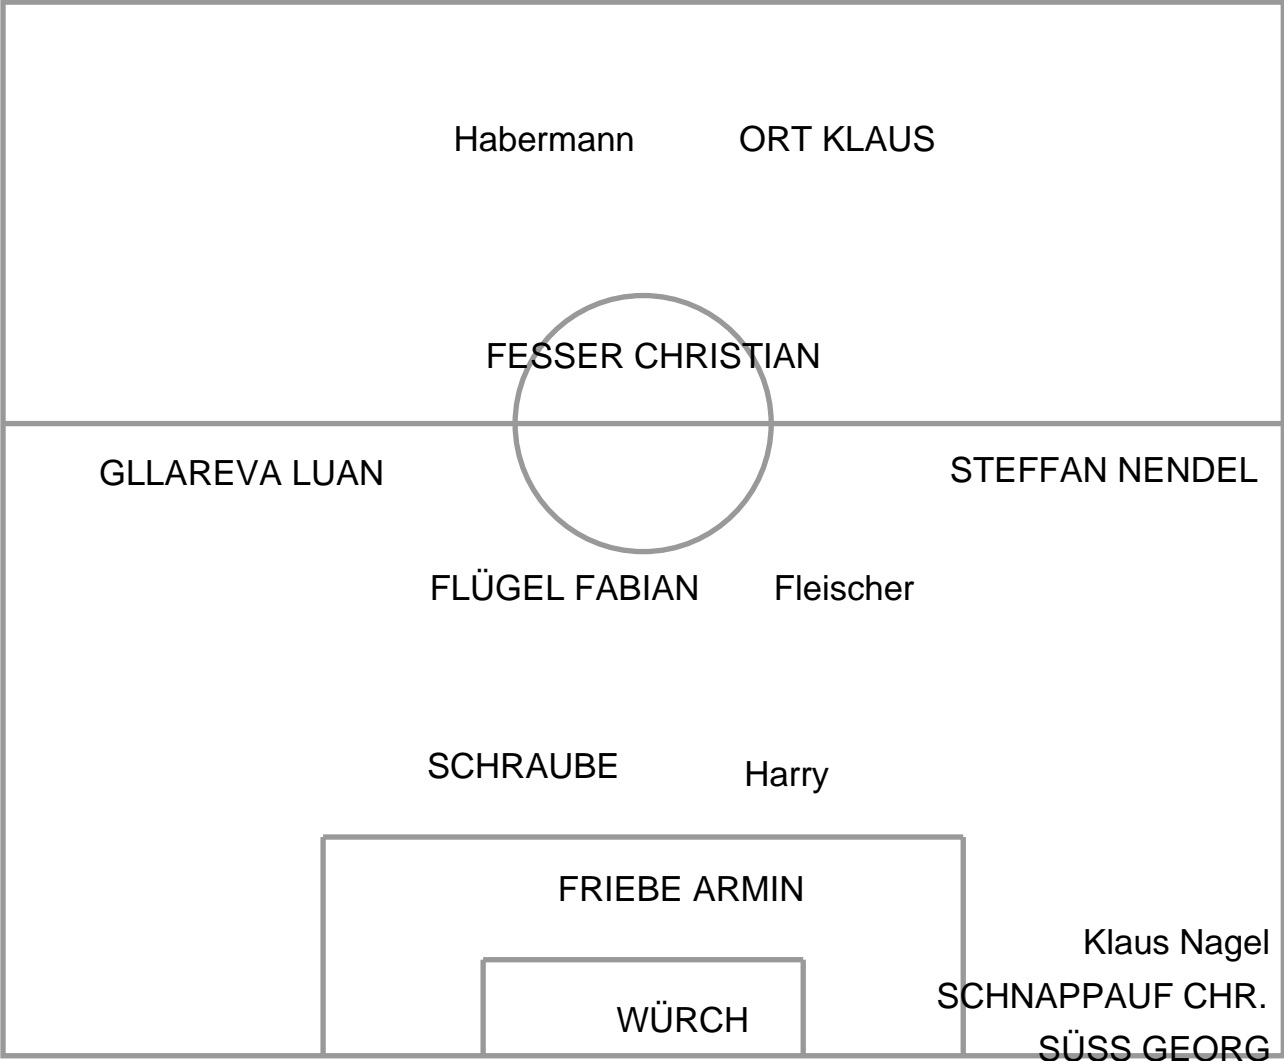 Habermann ORT KLAUS
FESSER CHRISTIAN
GLLAREVA LUAN STEFFAN NENDEL
FLÜGEL FABIAN Fleischer
SCHRAUBE Harry
FRIEBE ARMIN
Klaus Nagel
SCHNAPPAUF CHR.
WÜRCH
SÜSS GEORG